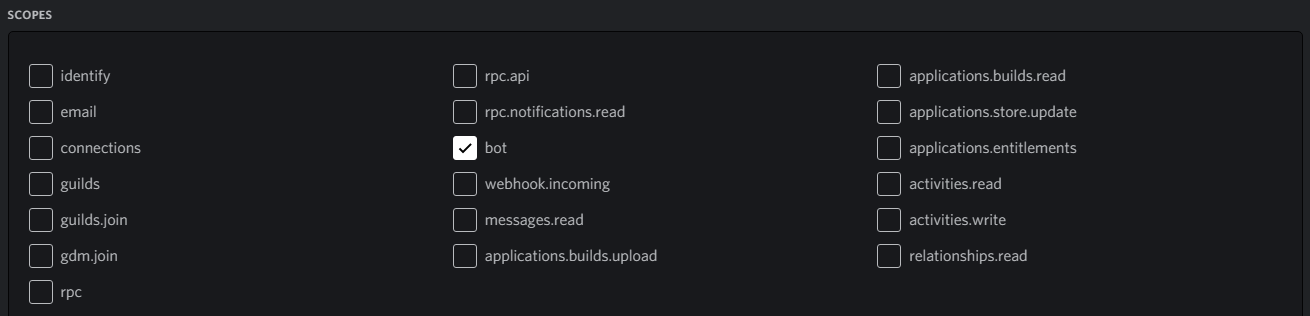 SCOPES
identify
email
connections
guilds
guilds.join
gdm.join
rpc
rpc.api
rpc.notifications.read
bot
webhook.incoming
messages.read
applications.builds.upload
applications.builds.read
applications.store.update
applications.entitlements
activities.read
activities.write
relationships.read